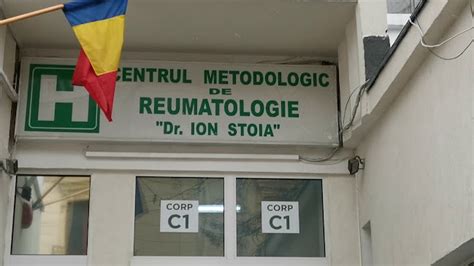 H
CENTRUL METODOLOGIC
DE
REUMATOLOGIE
"Dr. ION STOIA"
CORP
C1
CORP
C1